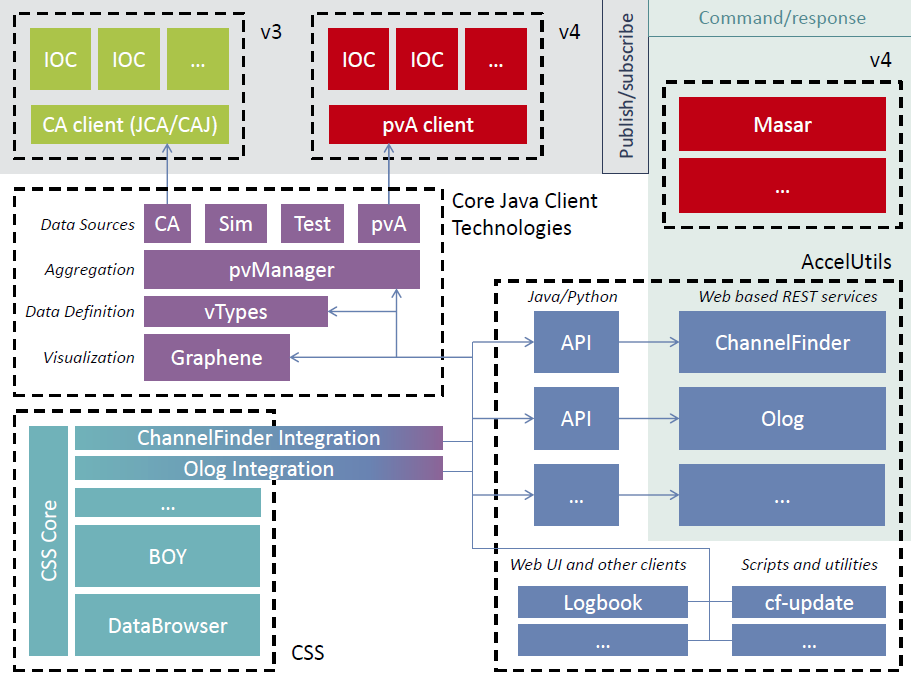 v3
IOC
IOC
...
CA client (JCA/CAJ)
v4
IOC
IOC
...
pvA client
Publish/subscribe
Command/response
v4
Masar
...
Core Java Client
Technologies
Data Sources
CA
Sim
Test
pvA
Aggregation
pvManager
Data Definition
vTypes
Visualization
Graphene
AccelUtils
Java/Python
Web based REST services
API
ChannelFinder
API
Olog
...
...
Web UI and other clients
Scripts and utilities
Logbook
cf-update
...
...
CSS Core
ChannelFinder Integration
Olog Integration
...
BOY
DataBrowser
CSS